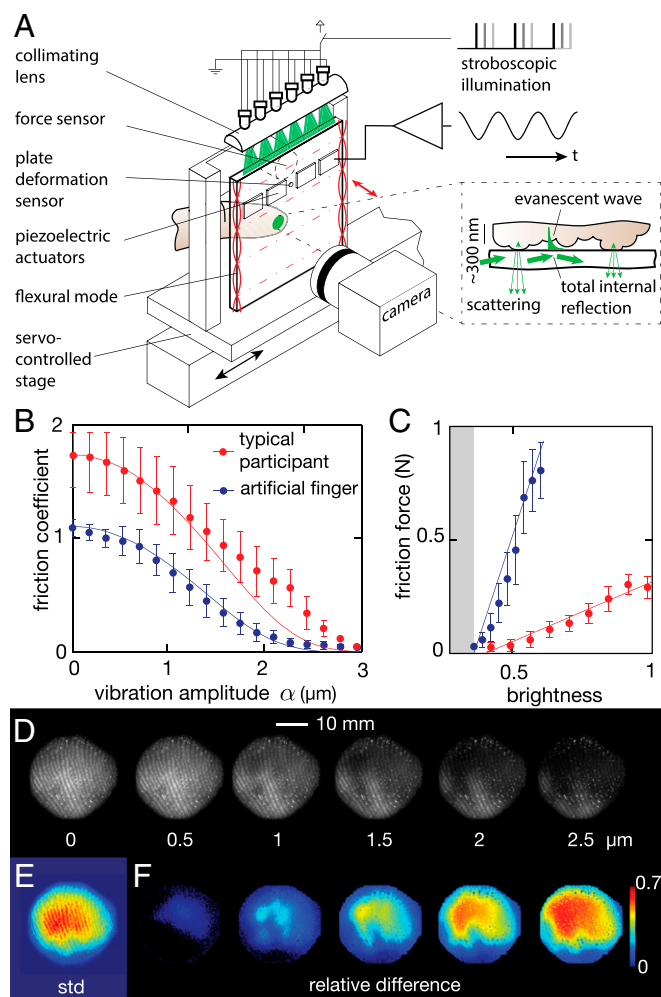 A
collimating
lens
force sensor
plate
deformation
sensor
piezoelectric
actuators
flexural mode
servo-
controlled
stage
stroboscopic
illumination
t
evanescent wave
~300 nm
scattering
total internal
reflection
camera
B
2
1
0
friction coefficient
typical
participant
artificial finger
0 1 2 3
vibration amplitude α (μm)
C
1
0.5
0
friction force (N)
0.5 1
brightness
D
10 mm
0 0.5 1 1.5 2 2.5 μm
E
std
F
0.7
0
relative difference